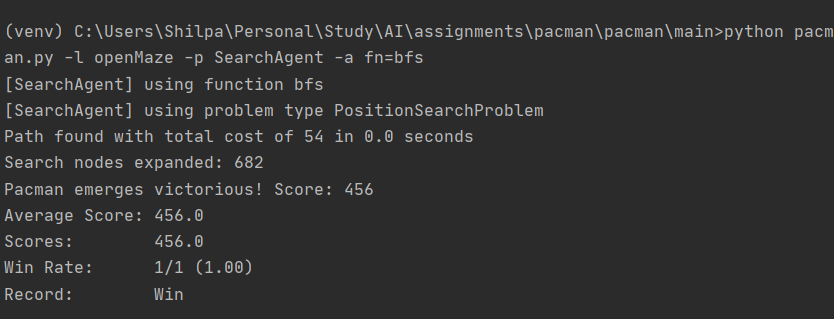 (venv) C:\Users\Shilpa\Personal\Study\AI\assignments\pacman\pacman\main>python pacm
an.py -l openMaze -p SearchAgent -a fn=bfs
[SearchAgent] using function bfs
[SearchAgent] using problem type PositionSearchProblem
Path found with total cost of 54 in 0.0 seconds
Search nodes expanded: 682
Pacman emerges victorious! Score: 456
Average Score: 456.0
Scores:        456.0
Win Rate:      1/1 (1.00)
Record:        Win